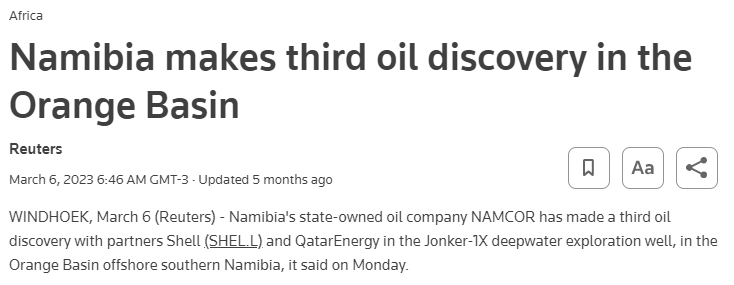 Africa
Namibia makes third oil discovery in the
Orange Basin
Reuters
March 6, 2023 6:46 AM GMT-3 · Updated 5 months ago
Aa
WINDHOEK, March 6 (Reuters) - Namibia's state-owned oil company NAMCOR has made a third oil
discovery with partners Shell (SHEL.L) and QatarEnergy in the Jonker-1X deepwater exploration well, in the
Orange Basin offshore southern Namibia, it said on Monday.